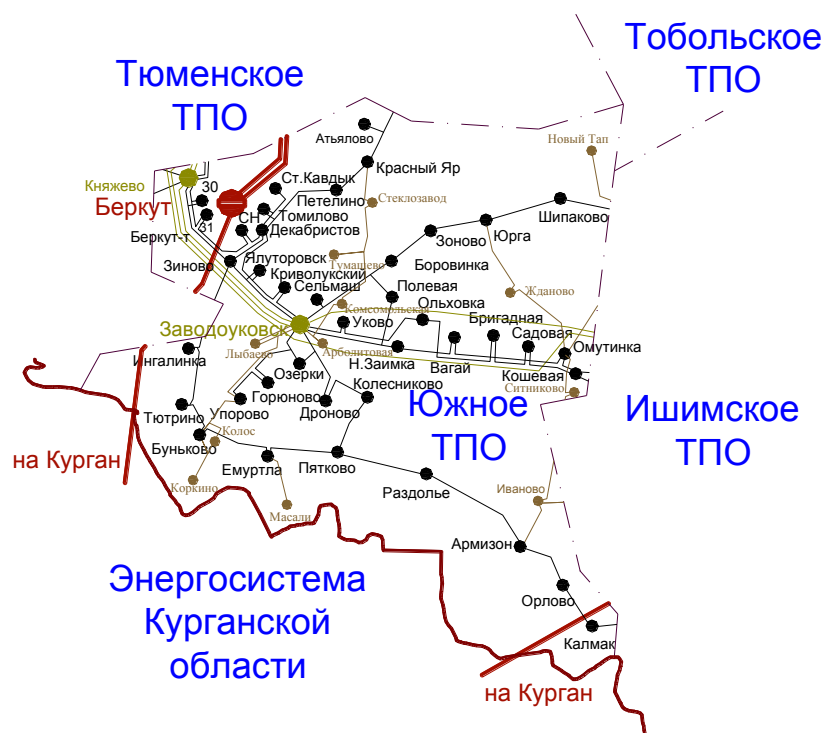 Тобольское
ТПО
Тюменское
ТПО
Атьялово
Новый Тап
Красный Яр
Ст.Кавдык
Княжево
30
Петелино
Стеклозавод
Беркут
31
СН
Томилово
Шипаково
Беркут-т
Декабристов
Зоново
Юрга
Зиново
Ялуторовск
Тумашево
Боровинка
Криволукский
Полевая
Сельмаш
Жданово
Ольховка
Комсомольская
Заводоуковск
Уково
Бригадная
Садовая
Омутинка
Лыбаево
Арболитовая
Ингалинка
Н.Заимка
Вагай
Кошевая
Озерки
Колесниково
Ситниково
Горюново
Тютрино
Упорово
Дроново
Южное
ТПО
Ишимское
ТПО
Колос
Буньково
на Курган
Емуртла
Пятково
Коркино
Раздолье
Иваново
Масали
Армизон
Энергосистема
Курганской
области
Орлово
Калмак
на Курган